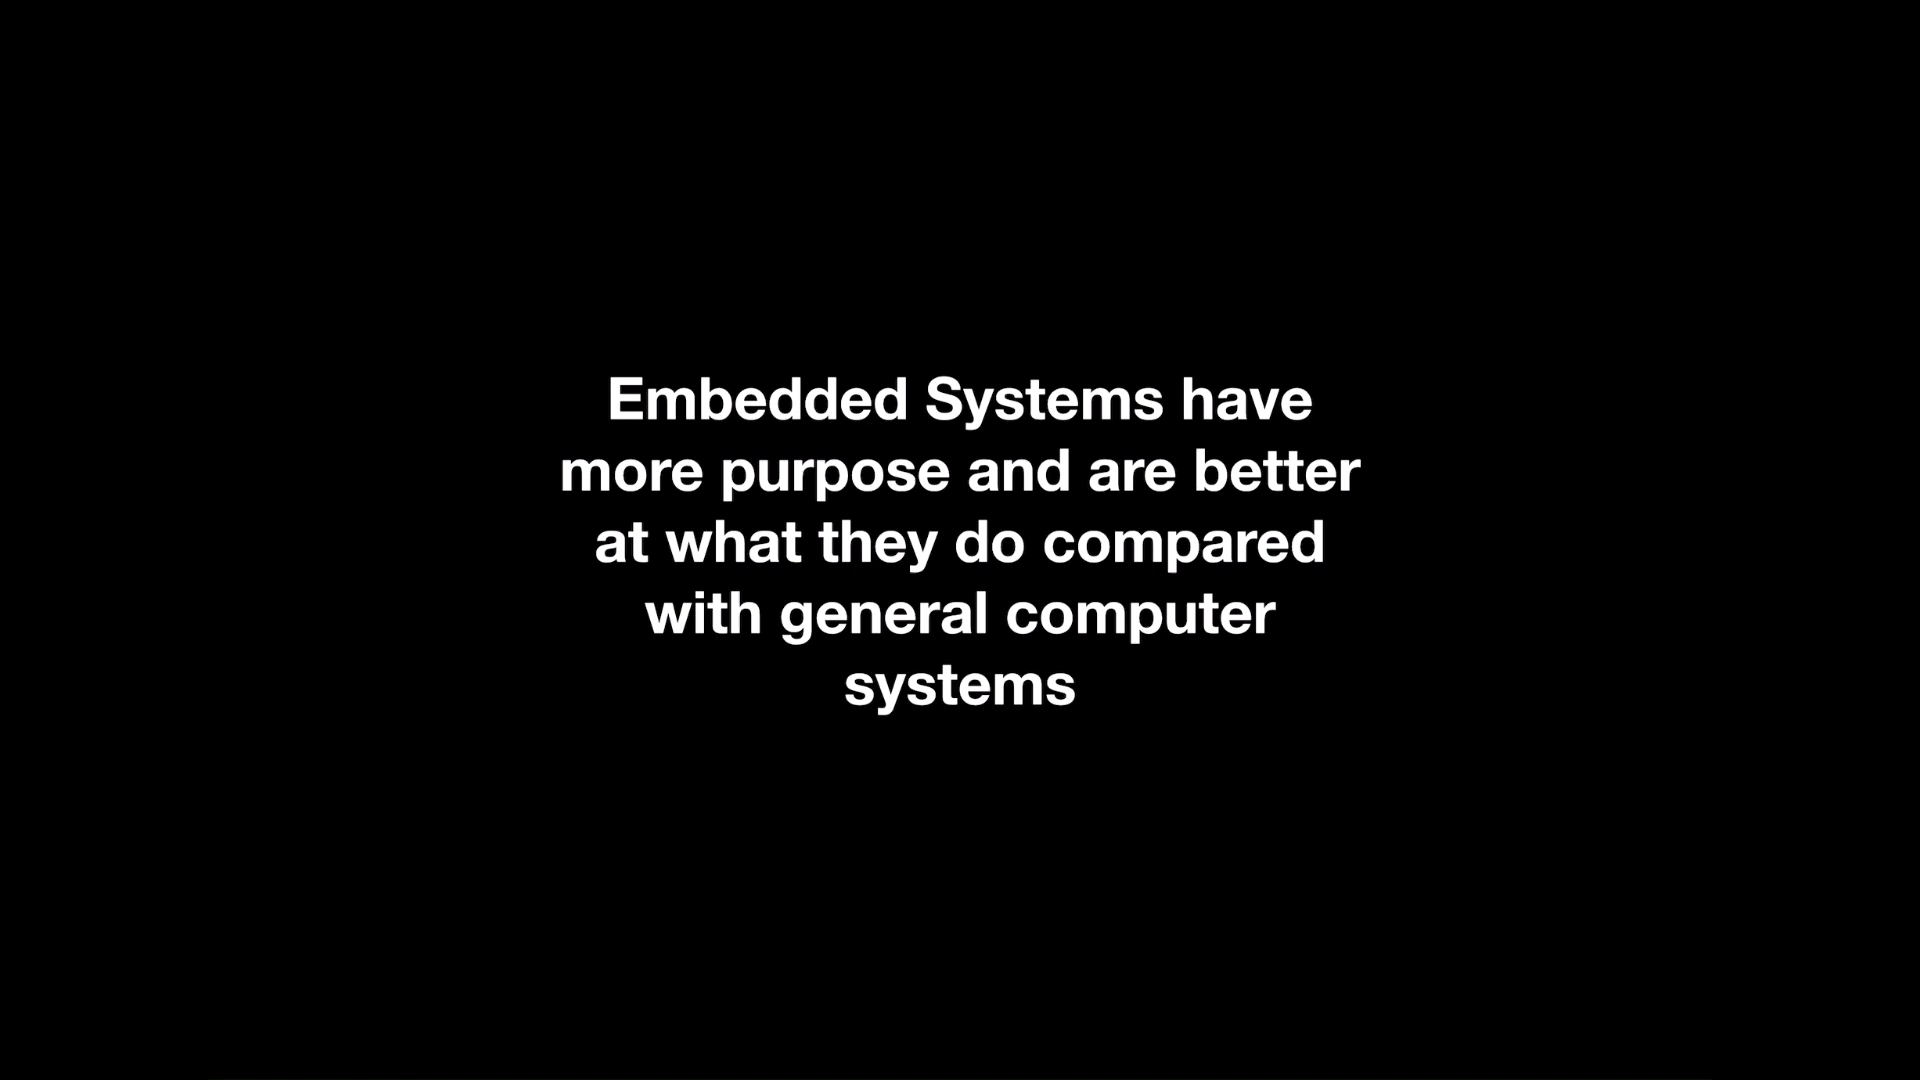 Embedded Systems have
more purpose and are better
at what they do compared
with general computer
systems